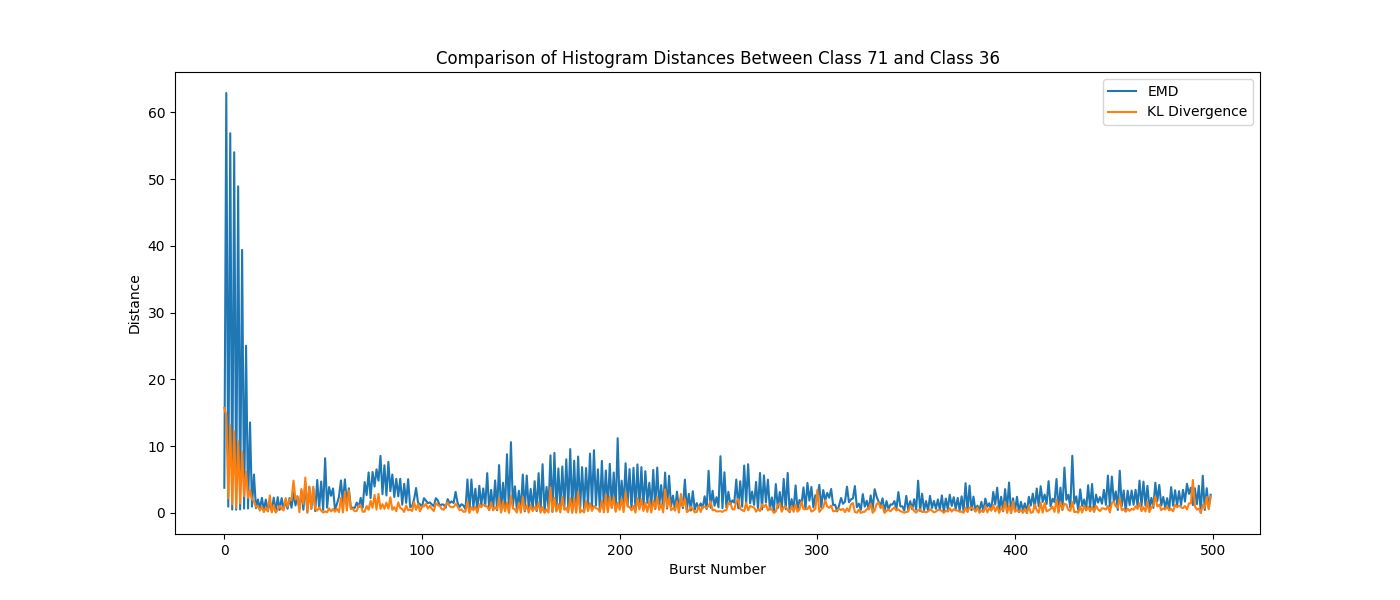 Comparison of Histogram Distances Between Class 71 and Class 36
EMD
KL Divergence
60
50
40
30
20
10
0
Distance
0 100 200 300 400 500
Burst Number